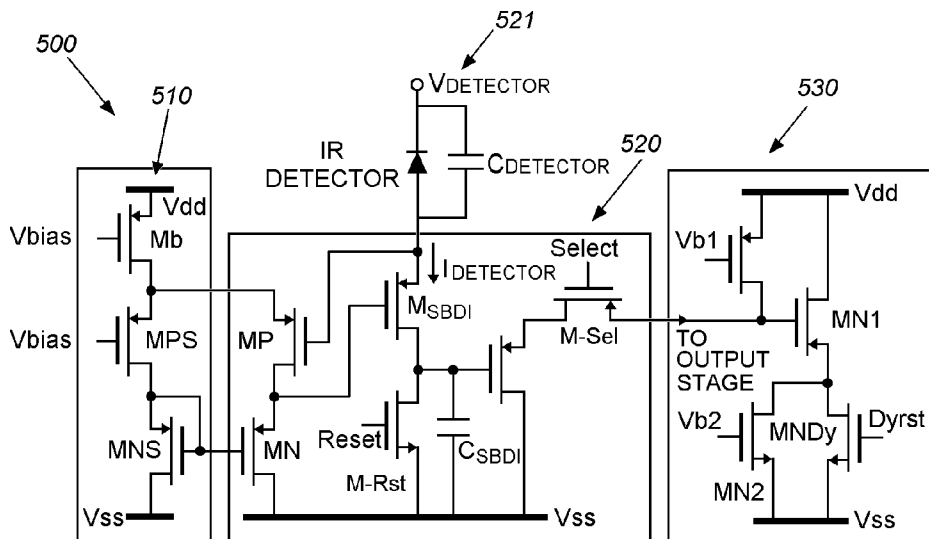 521
500
VDETECTOR
510
530
IR
DETECTOR
CDETECTOR
520
Vdd
Vdd
Vbias
Mb
Select
Vb1
IDETECTOR
MSBDI
Vbias
MPS
MP
M-Sel
TO
OUTPUT
STAGE
MN1
MNS
MN
Reset
CSBDI
Vb2
MNDy
Dyrst
M-Rst
MN2
Vss
Vss
Vss